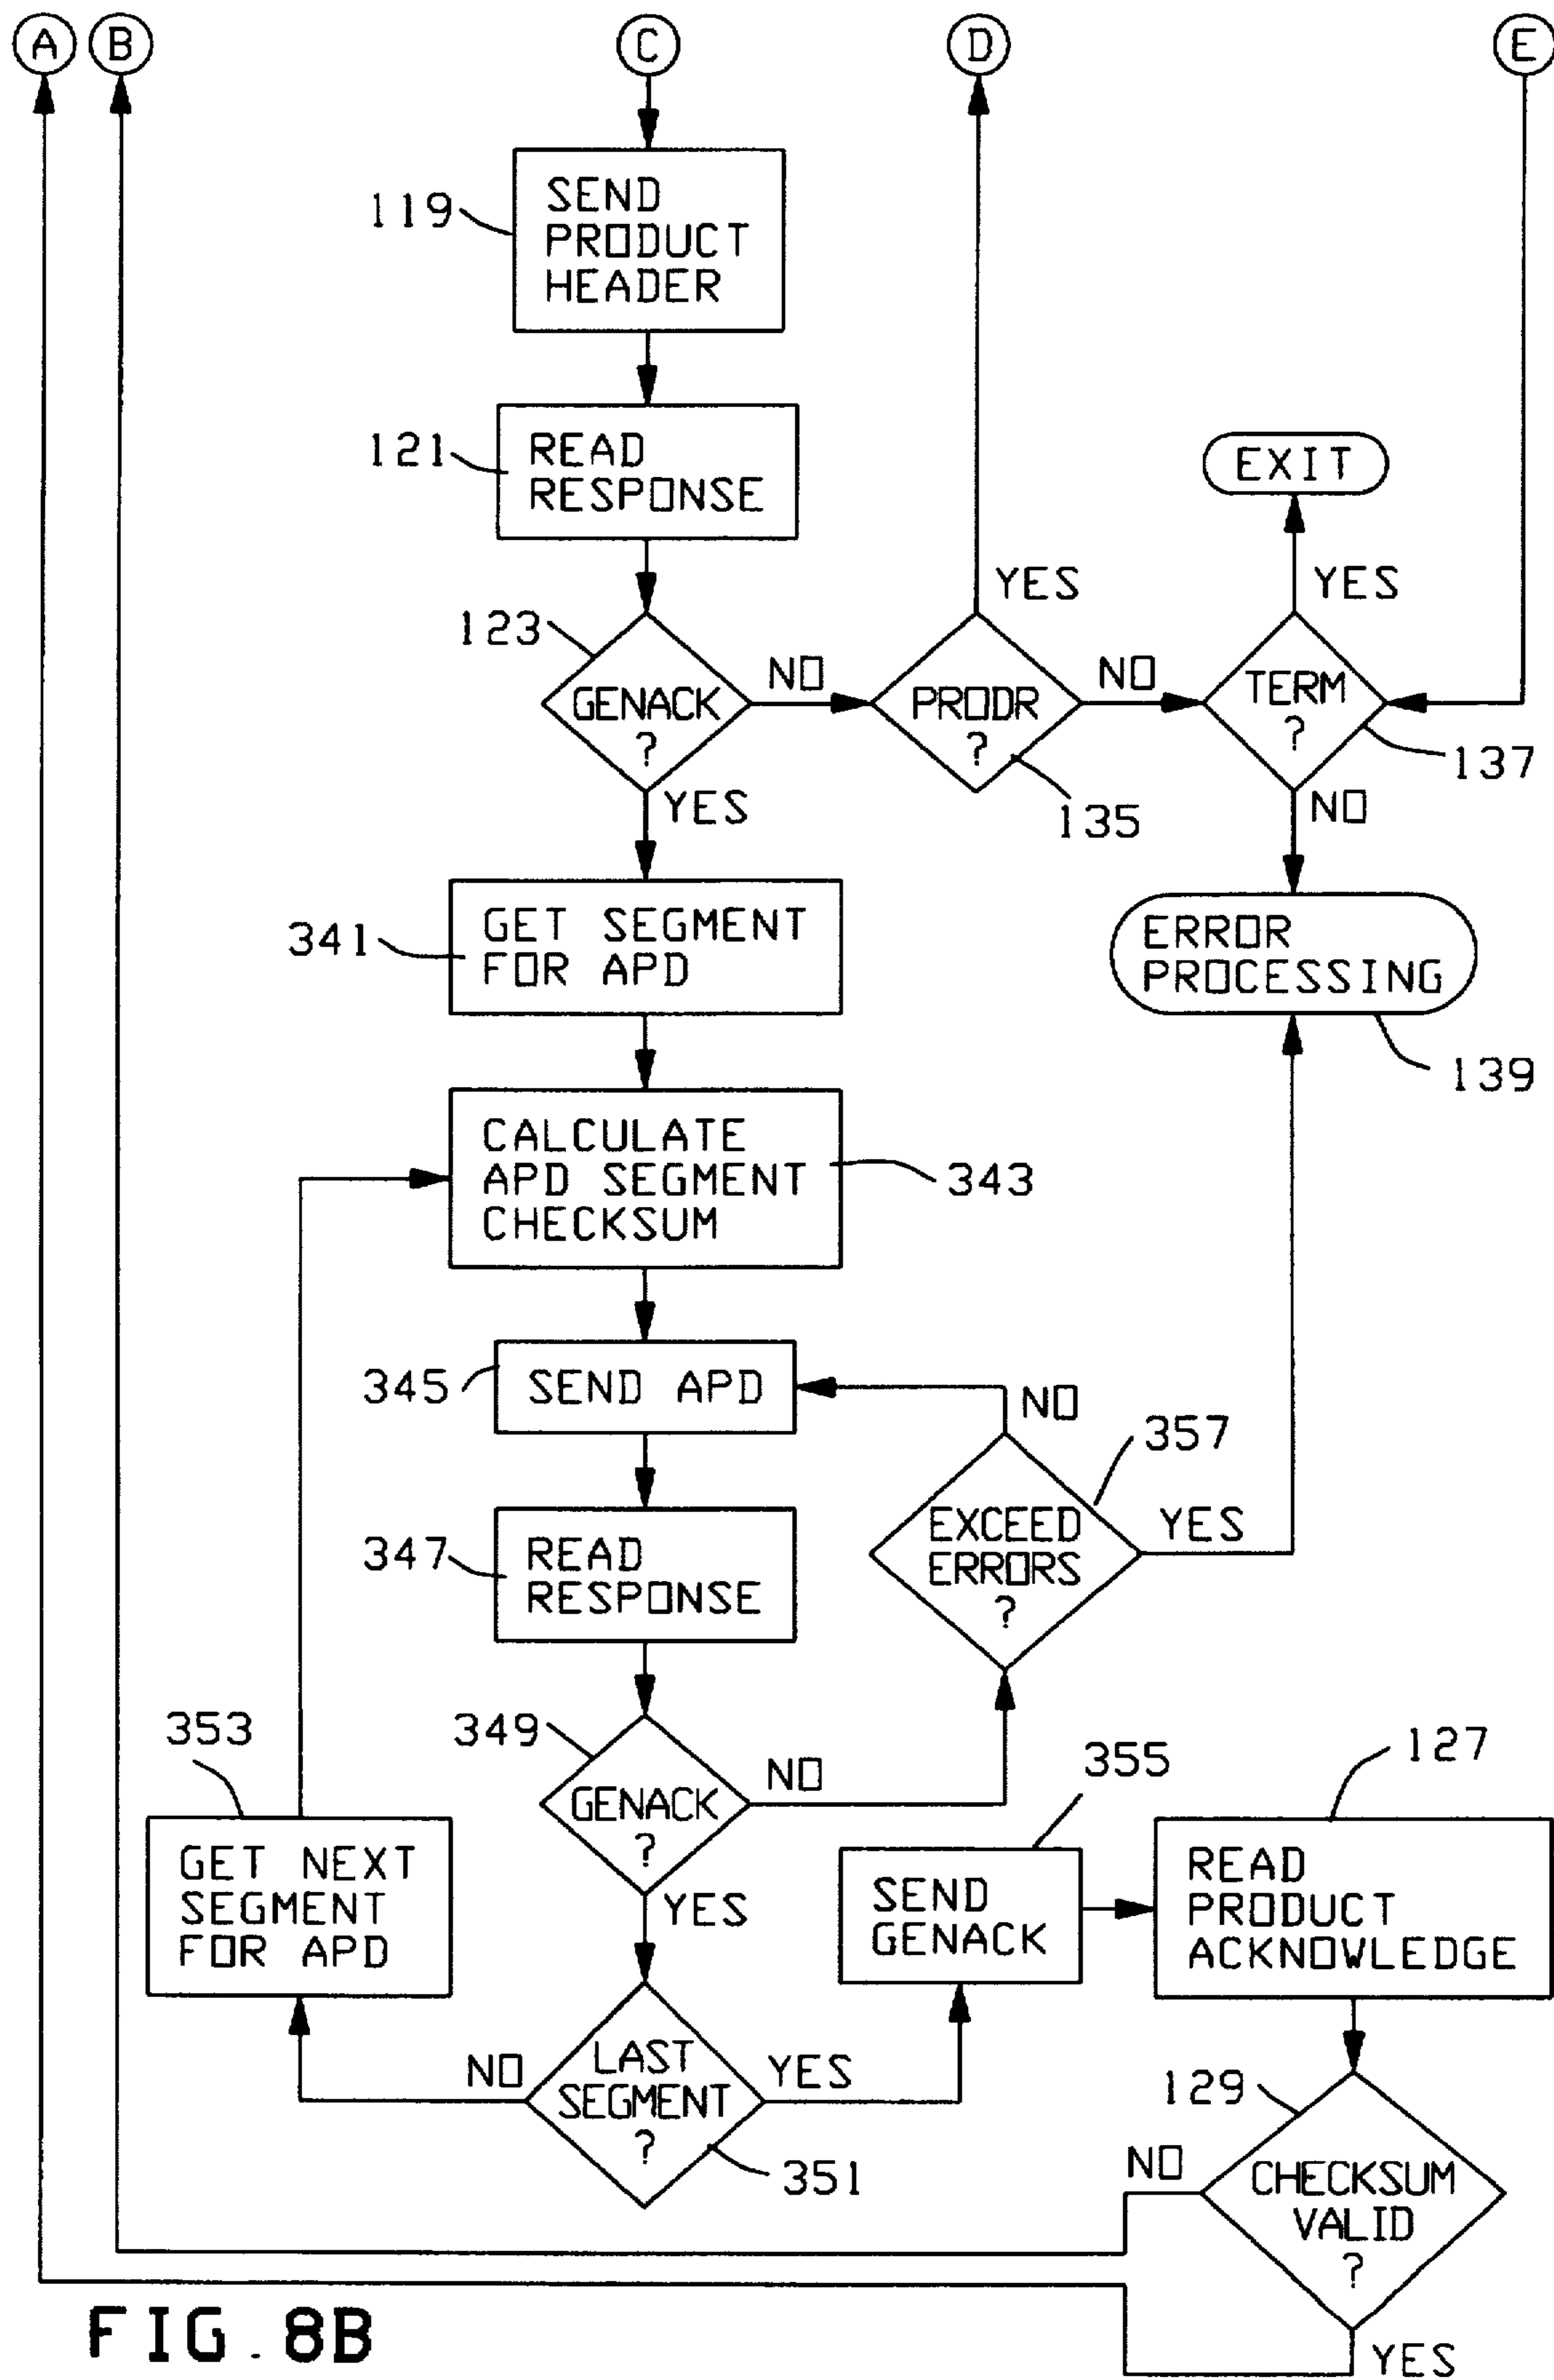 A B C D E
SEND
PRODUCT
HEADER
119
READ
RESPONSE
121
EXIT
YES
YES
123
GENACK
?
NO
PRODR
?
NO
TERM
?
137
135
YES
NO
GET SEGMENT
FOR APD
341
ERROR
PROCESSING
139
CALCULATE
APD SEGMENT
CHECKSUM
343
345
SEND APD
NO
357
EXCEED
ERRORS
?
YES
347
READ
RESPONSE
353
349
GENACK
?
NO
355
127
GET NEXT
SEGMENT
FOR APD
YES
SEND
GENACK
READ
PRODUCT
ACKNOWLEDGE
NO
LAST
SEGMENT
?
YES
351
129
NO
CHECKSUM
VALID
?
YES
FIG. 8B